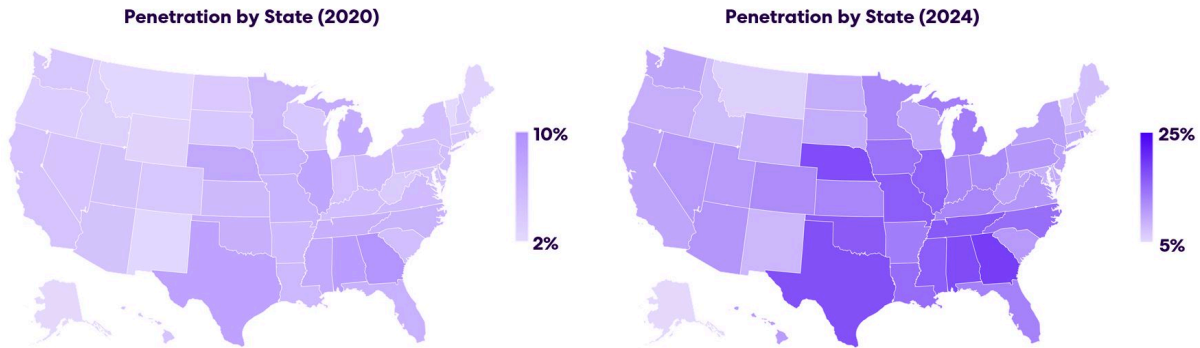 Penetration by State (2020)
10%
2%
Penetration by State (2024)
25%
5%